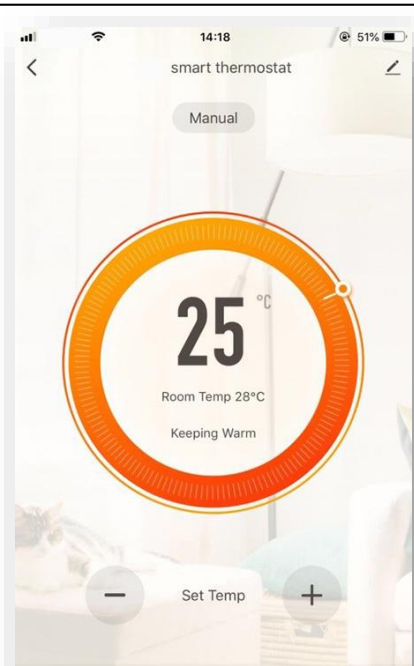 14:18
51%
smart thermostat
Manual
25 °C
Room Temp 28°C
Keeping Warm
Set Temp